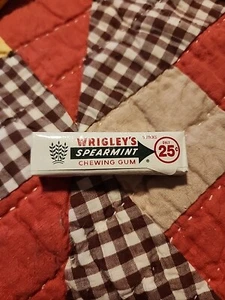 WRIGLEY'S
SPEARMINT
CHEWING GUM
25¢